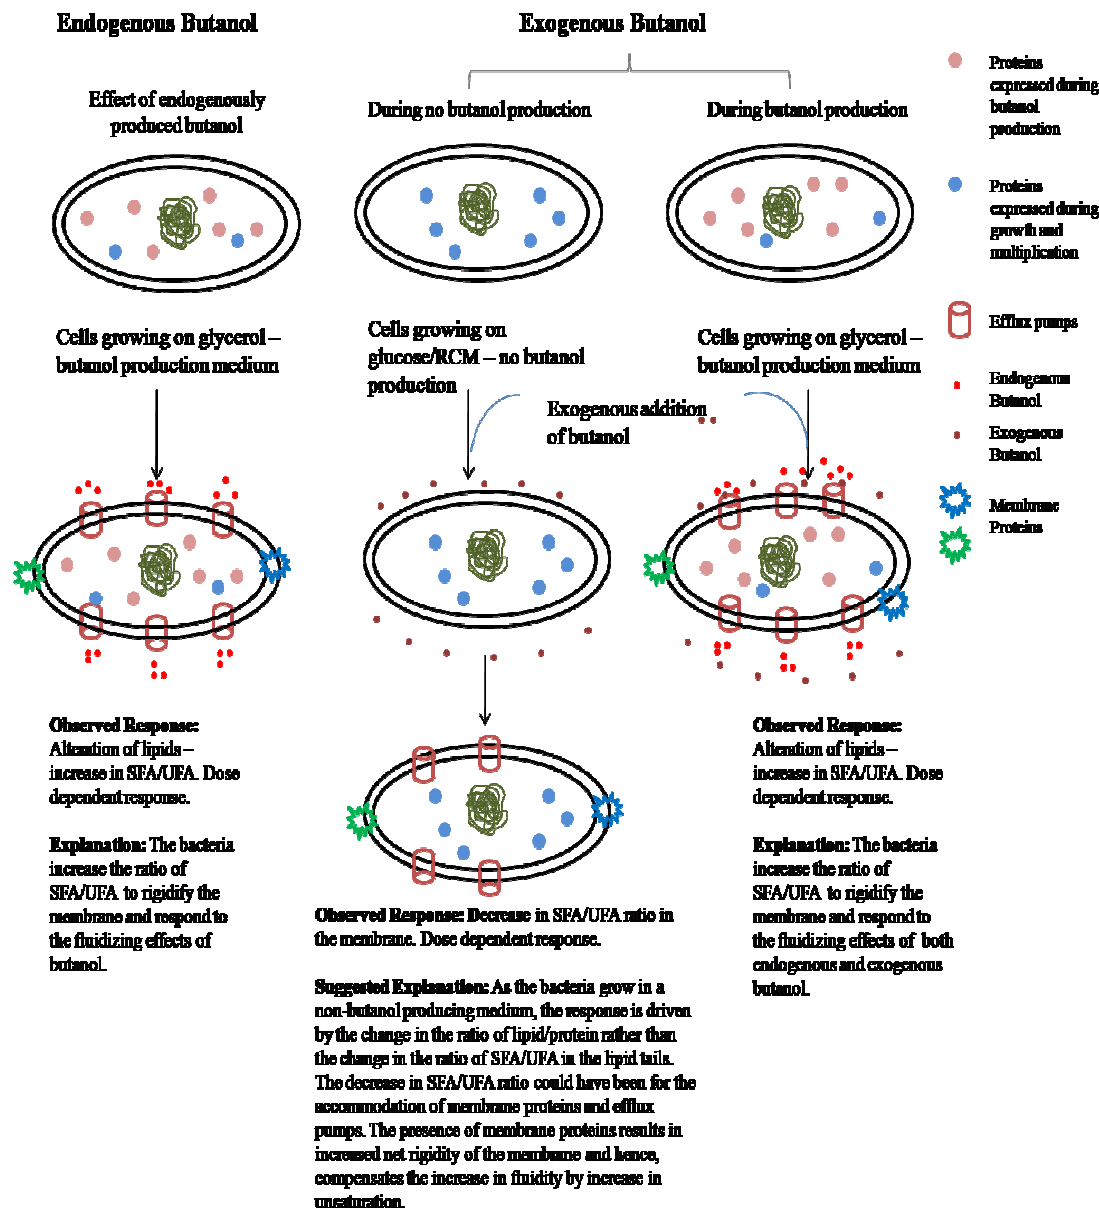 Endogenous Butanol
Exogenous Butanol
Effect of endogenously
produced butanol
During no butanol production
During butanol production
Cells growing on glycerol –
butanol production medium
Cells growing on
glucose/RCM – no butanol
production
Cells growing on glycerol –
butanol production medium
Exogenous addition
of butanol
Proteins
expressed during
butanol
production
Proteins
expressed during
growth and
multiplication
Efflux pumps
Endogenous
Butanol
Exogenous
Butanol
Membrane
Proteins
Observed Response:
Alteration of lipids –
increase in SFA/UFA. Dose
dependent response.
Explanation: The bacteria
increase the ratio of
SFA/UFA to rigidify the
membrane and respond to
the fluidizing effects of
butanol.
Observed Response: Decrease in SFA/UFA ratio in
the membrane. Dose dependent response.
Suggested Explanation: As the bacteria grow in a
non-butanol producing medium, the response is driven
by the change in the ratio of lipid/protein rather than
the change in the ratio of SFA/UFA in the lipid tails.
The decrease in SFA/UFA ratio could have been for the
accommodation of membrane proteins and efflux
pumps. The presence of membrane proteins results in
increased net rigidity of the membrane and hence,
compensates the increase in fluidity by increase in
unsaturation.
Observed Response:
Alteration of lipids –
increase in SFA/UFA. Dose
dependent response.
Explanation: The bacteria
increase the ratio of
SFA/UFA to rigidify the
membrane and respond to
the fluidizing effects of both
endogenous and exogenous
butanol.